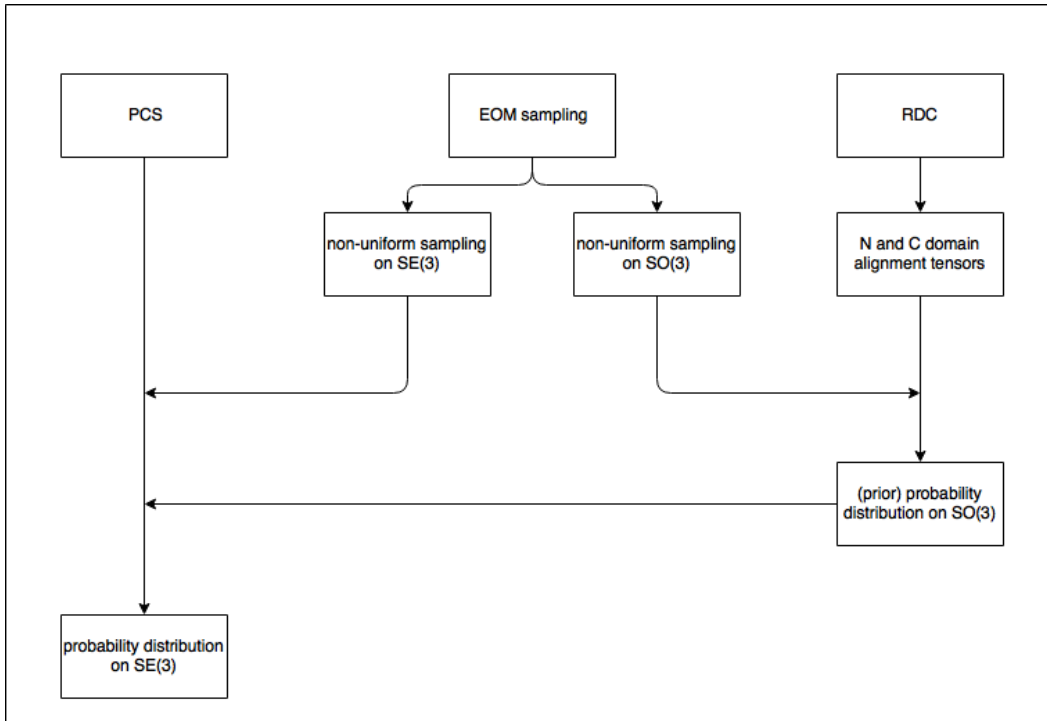 PCS
EOM sampling
RDC
non-uniform sampling
on SE(3)
non-uniform sampling
on SO(3)
N and C domain
alignment tensors
(prior) probability
distribution on SO(3)
probability distribution
on SE(3)